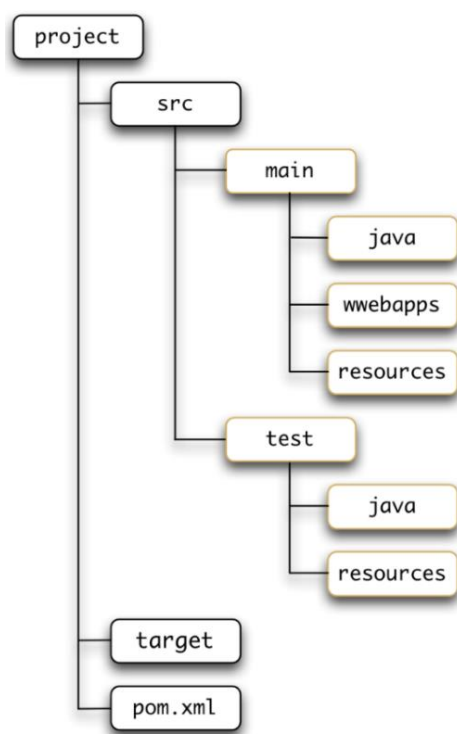 project
src
main
java
wwebapps
resources
test
java
resources
target
pom.xml